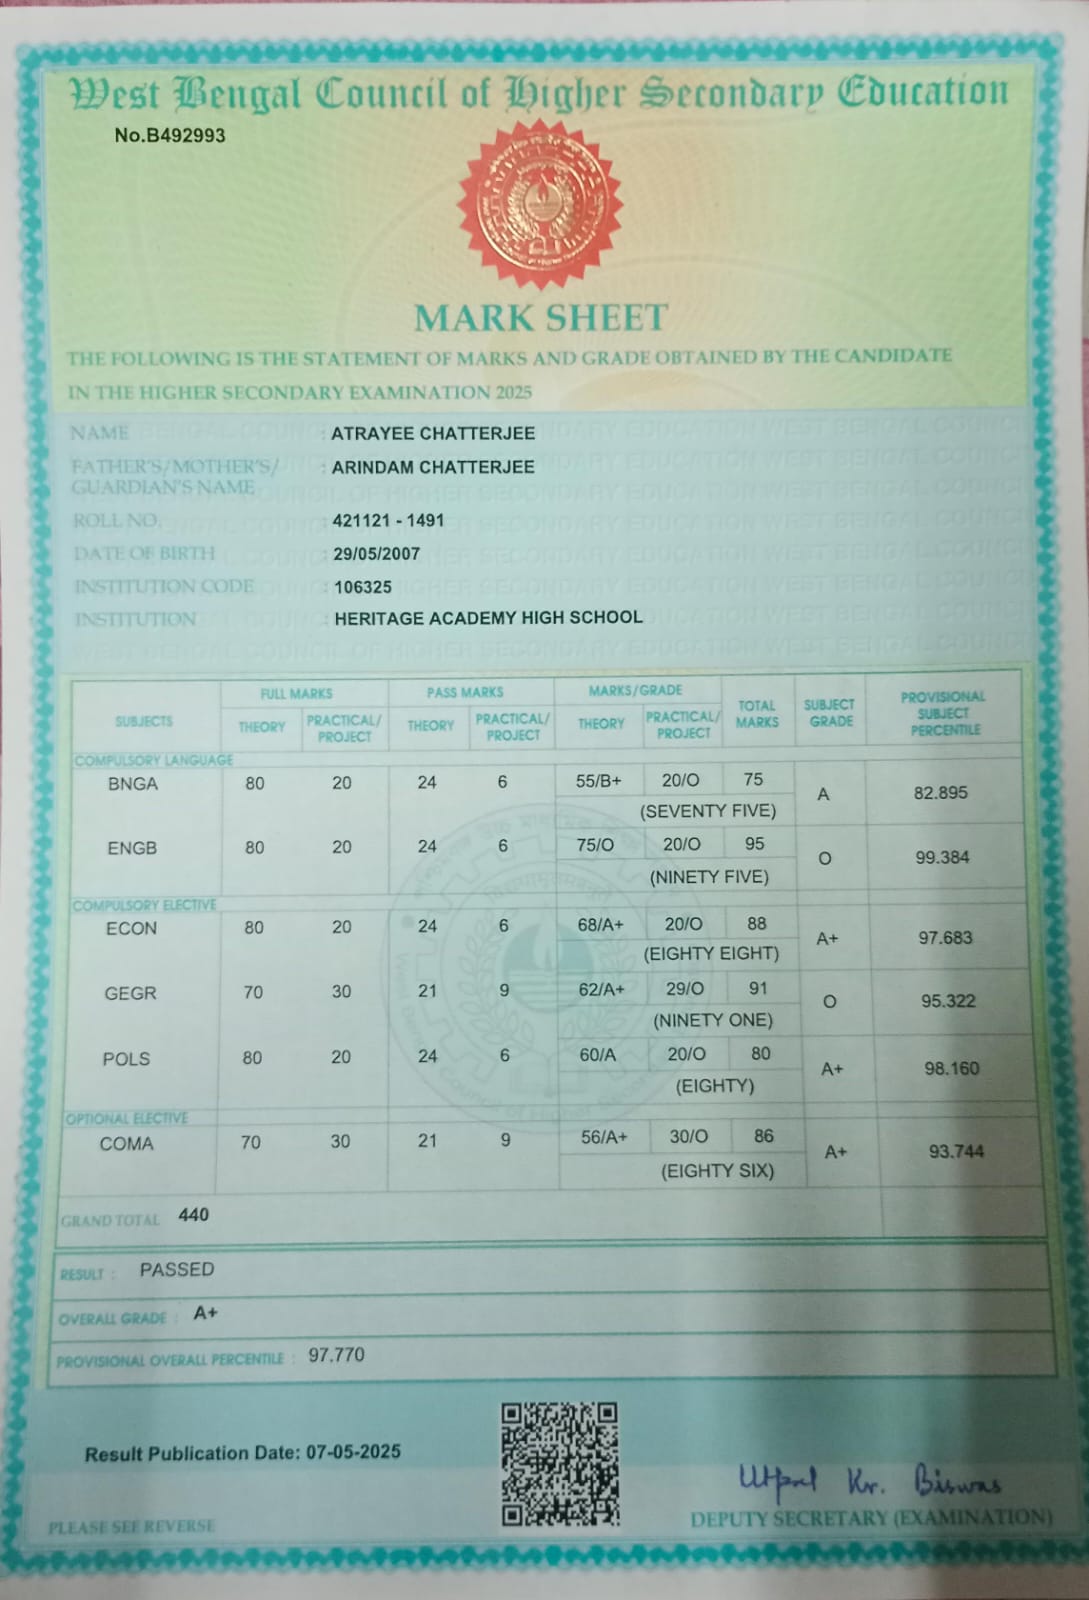 West Bengal Council of Higher Secondary Education
No.B492993
MARK SHEET
THE FOLLOWING IS THE STATEMENT OF MARKS AND GRADE OBTAINED BY THE CANDIDATE
IN THE HIGHER SECONDARY EXAMINATION 2025
NAME : ATRAYEE CHATTERJEE
FATHER'S/MOTHER'S/ : ARINDAM CHATTERJEE
GUARDIAN'S NAME
ROLL NO. : 421121 - 1491
DATE OF BIRTH : 29/05/2007
INSTITUTION CODE : 106325
INSTITUTION : HERITAGE ACADEMY HIGH SCHOOL
SUBJECTS FULL MARKS PASS MARKS MARKS/GRADE TOTAL MARKS SUBJECT GRADE PROVISIONAL SUBJECT PERCENTILE
THEORY PRACTICAL/PROJECT THEORY PRACTICAL/PROJECT THEORY PRACTICAL/PROJECT
COMPULSORY LANGUAGE
BNGA 80 20 24 6 55/B+ 20/O 75 A 82.895
(SEVENTY FIVE)
ENGB 80 20 24 6 75/O 20/O 95 O 99.384
(NINETY FIVE)
COMPULSORY ELECTIVE
ECON 80 20 24 6 68/A+ 20/O 88 A+ 97.683
(EIGHTY EIGHT)
GEGR 70 30 21 9 62/A+ 29/O 91 O 95.322
(NINETY ONE)
POLS 80 20 24 6 60/A 20/O 80 A+ 98.160
(EIGHTY)
OPTIONAL ELECTIVE
COMA 70 30 21 9 56/A+ 30/O 86 A+ 93.744
(EIGHTY SIX)
GRAND TOTAL 440
RESULT : PASSED
OVERALL GRADE : A+
PROVISIONAL OVERALL PERCENTILE : 97.770
Result Publication Date: 07-05-2025
Utpal Kr. Biswas
PLEASE SEE REVERSE
DEPUTY SECRETARY (EXAMINATION)